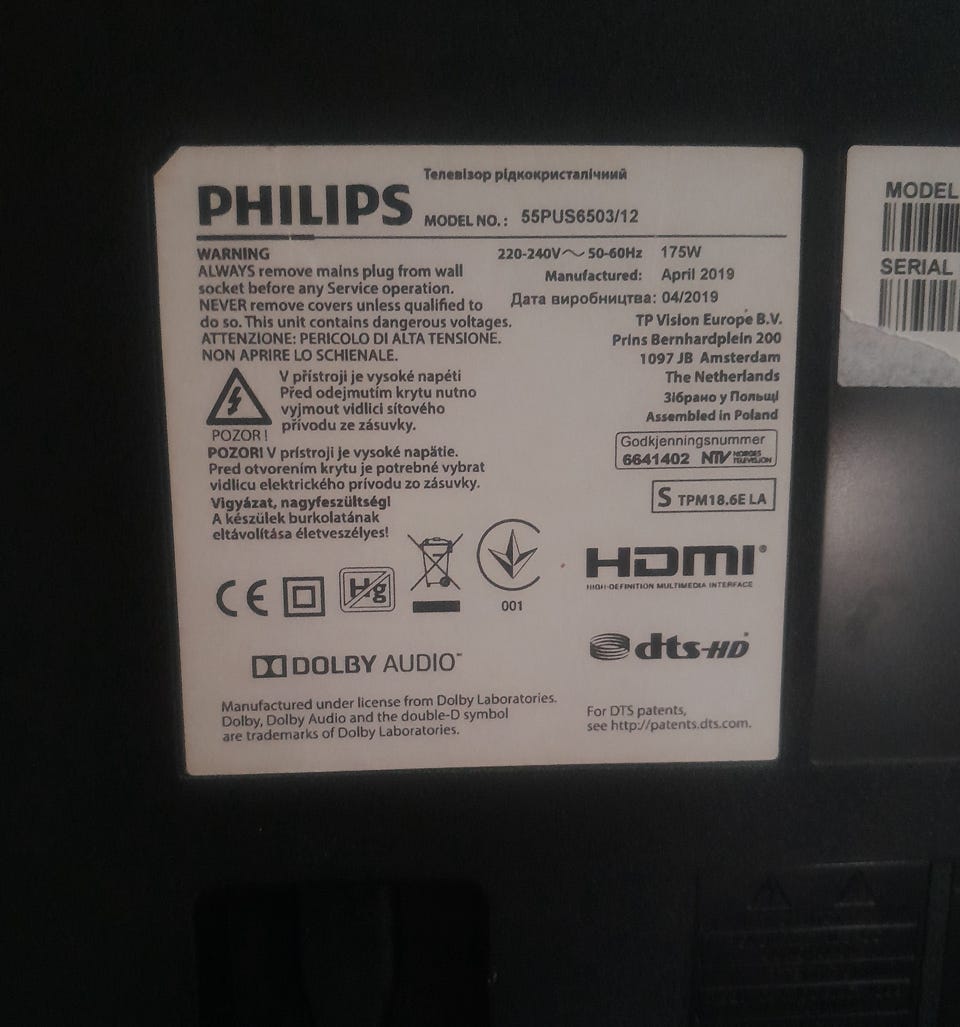 Телевізор рідкокристалічний
PHILIPS MODEL NO.: 55PUS6503/12
WARNING
ALWAYS remove mains plug from wall
socket before any Service operation.
NEVER remove covers unless qualified to
do so. This unit contains dangerous voltages.
ATTENZIONE: PERICOLO DI ALTA TENSIONE.
NON APRIRE LO SCHIENALE.
220-240V~50-60Hz 175W
Manufactured: April 2019
Дата виробництва: 04/2019
TP Vision Europe B.V.
Prins Bernhardplein 200
1097 JB Amsterdam
The Netherlands
Зібрано у Польщі
Assembled in Poland
V přístroji je vysoké napětí
Před odejmutím krytu nutno
vyjmout vidlici síťového
přívodu ze zásuvky.
POZOR!
POZOR! V prístroji je vysoké napätie.
Pred otvorením krytu je potrebné vybrat
vidlicu elektrického prívodu zo zásuvky.
Vigyázat, nagyfeszültség!
A készülek burkolatának
eltávolítása életveszélyes!
Godkjenningsnummer
6641402 NTV NORGES TELEVISJON
S TPM18.6E LA
CE
Hg
001
HDMI®
HIGH-DEFINITION MULTIMEDIA INTERFACE
DOLBY AUDIO™
dts-HD
Manufactured under license from Dolby Laboratories.
Dolby, Dolby Audio and the double-D symbol
are trademarks of Dolby Laboratories.
For DTS patents,
see http://patents.dts.com.
MODEL
SERIAL